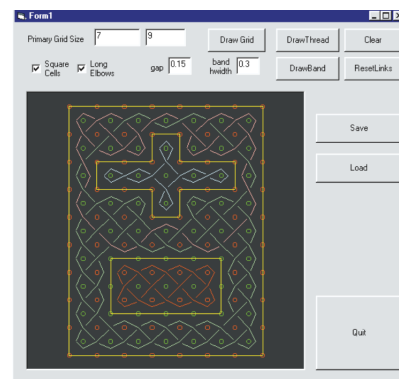 Form1
Primary Grid Size 7 9 Draw Grid DrawThread Clear
Square Cells Long Elbows gap 0.15 band hwidth 0.3 DrawBand ResetLinks
Save
Load
Quit